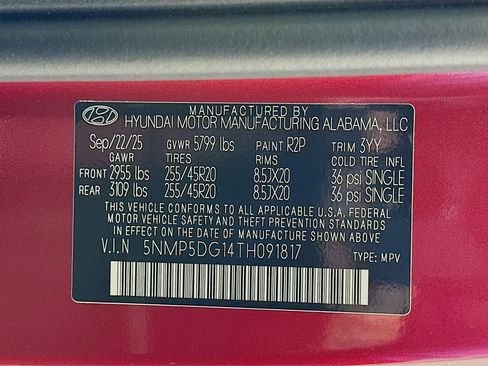 MANUFACTURED BY
HYUNDAI MOTOR MANUFACTURING ALABAMA, LLC
Sep/22/25 GVWR 5799 lbs PAINT R2P TRIM 3YY
GAWR TIRES RIMS COLD TIRE INFL
FRONT 2955 lbs 255/45R20 8.5JX20 36 psi SINGLE
REAR 3109 lbs 255/45R20 8.5JX20 36 psi SINGLE
THIS VEHICLE CONFORMS TO ALL APPLICABLE U.S.A. FEDERAL
MOTOR VEHICLE SAFETY AND THEFT PREVENTION STANDARDS
IN EFFECT ON THE DATE OF MANUFACTURE SHOWN ABOVE.
V.I.N 5NMP5DG14TH091817 TYPE: MPV